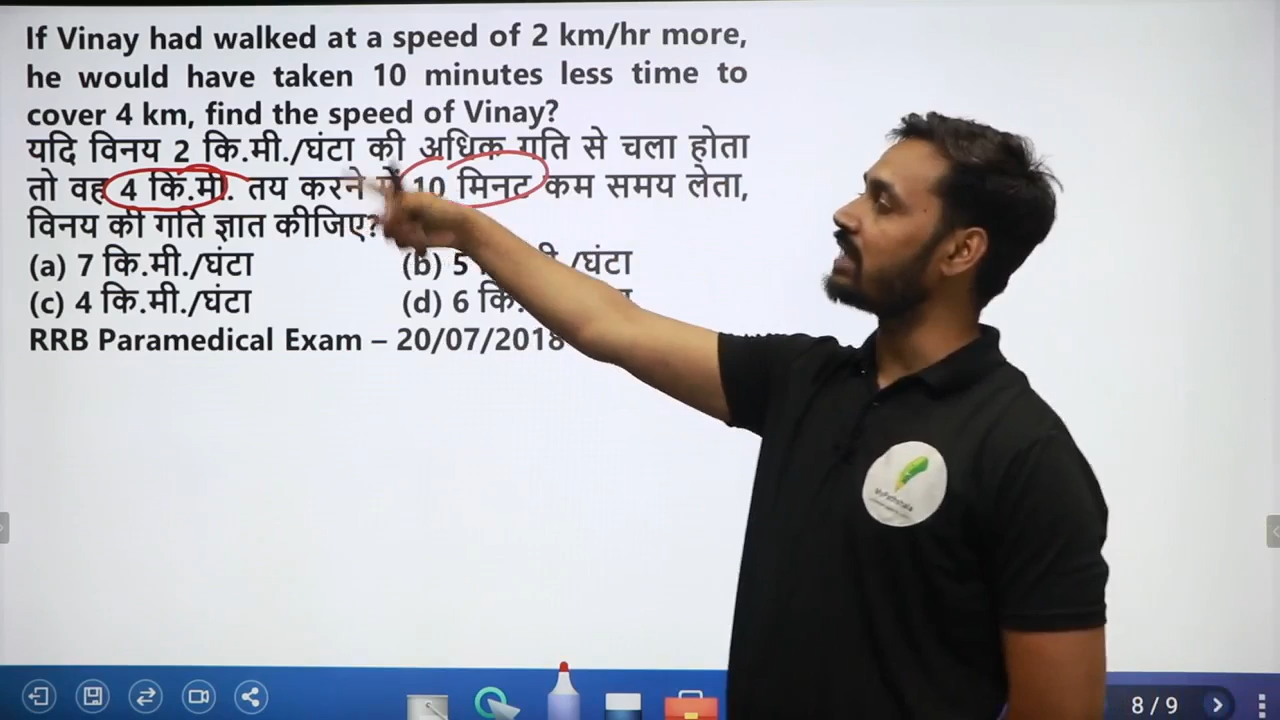 If Vinay had walked at a speed of 2 km/hr more,
he would have taken 10 minutes less time to
cover 4 km, find the speed of Vinay?
यदि विनय 2 कि.मी./घंटा की अधिक गति से चला होता
तो वह 4 कि.मी. तय करने में 10 मिनट कम समय लेता,
विनय की गति ज्ञात कीजिए?
(a) 7 कि.मी./घंटा (b) 5 /घंटा
(c) 4 कि.मी./घंटा (d) 6 कि.
RRB Paramedical Exam – 20/07/2018
MyPathshala
8/9